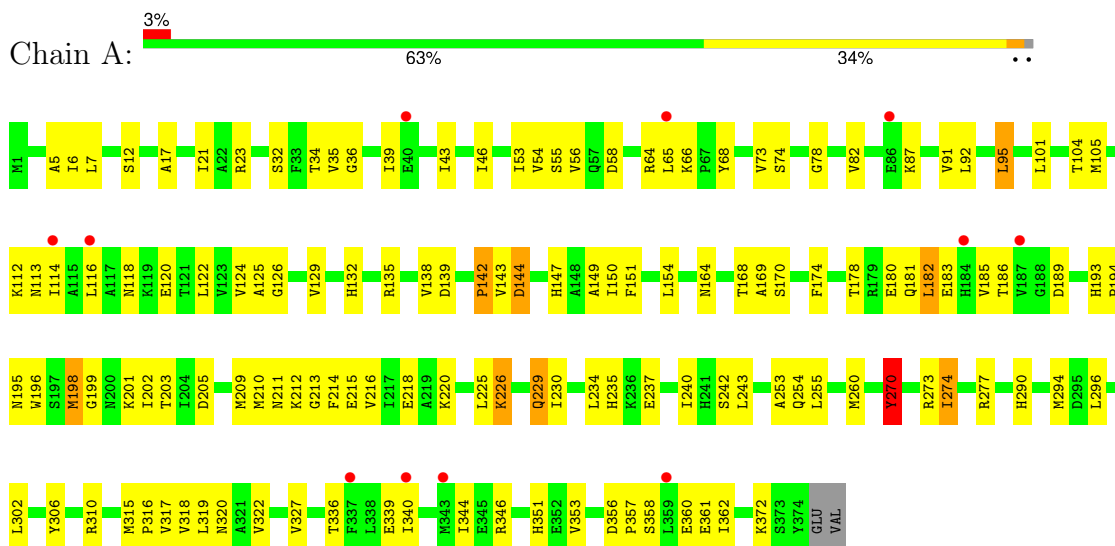 3%
Chain A:
63% 34% ..
M1 A5 I6 L7 S12 A17 I21 A22 R23 S32 F33 T34 V35 G36 I39 E40 I43 I46 I53 V54 S55 V56 Q57 D58 R64 L65 K66 P67 Y68 V73 S74 G78 V82 E86 K87 V91 L92 L95 L101 T104 M105
K112 N113 I114 A115 L116 A117 N118 K119 E120 T121 L122 V123 V124 A125 G126 V129 H132 R135 V138 D139 P142 V143 D144 H147 A148 A149 I150 F151 L154 N164 T168 A169 S170 F174 T178 R179 E180 Q181 L182 E183 H184 V185 T186 V187 G188 D189 H193 P194
N195 W196 S197 M198 G199 N200 K201 I202 T203 I204 D205 M209 M210 N211 K212 G213 F214 E215 V216 I217 E218 A219 K220 L225 K226 Q229 I230 L234 H235 K236 E237 I240 H241 S242 L243 A253 Q254 L255 M260 Y270 R273 I274 R277 H290 M294 D295 L296
L302 Y306 R310 M315 P316 V317 V318 L319 N320 A321 V322 V327 T336 F337 L338 E339 I340 M343 I344 E345 R346 H351 E352 V353 D356 P357 S358 L359 E360 E361 I362 K372 S373 Y374 GLU VAL